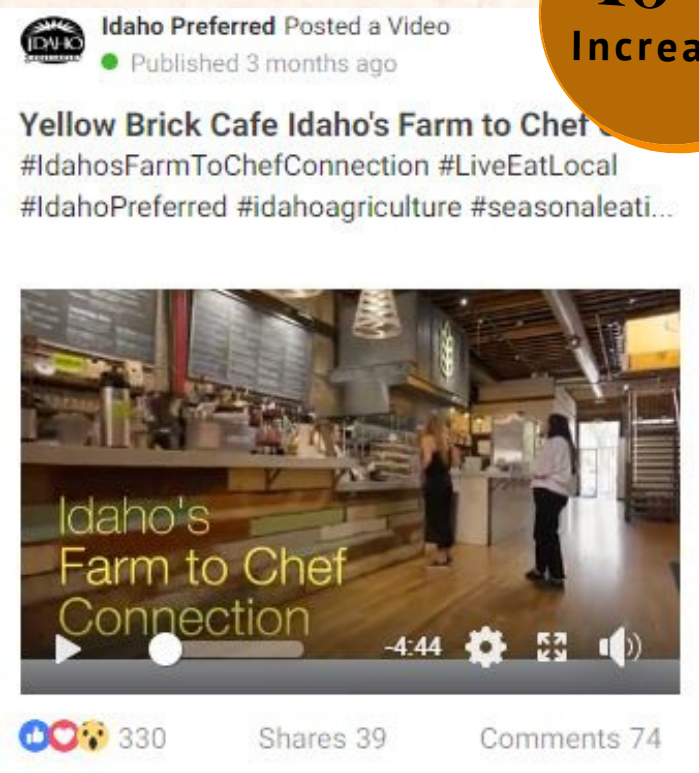 Idaho Preferred Posted a Video
IDAHO
Published 3 months ago
Yellow Brick Cafe Idaho's Farm to Chef
#IdahosFarmToChefConnection #LiveEatLocal
#IdahoPreferred #idahoagriculture #seasonaleati...
Idaho's
Farm to Chef
Connection
-4:44
330 Shares 39 Comments 74